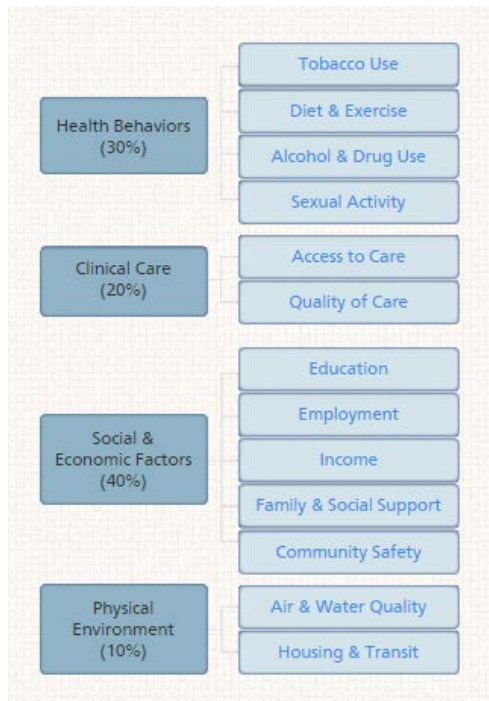 Health Behaviors
(30%)
Tobacco Use
Diet & Exercise
Alcohol & Drug Use
Sexual Activity
Clinical Care
(20%)
Access to Care
Quality of Care
Social &
Economic Factors
(40%)
Education
Employment
Income
Family & Social Support
Community Safety
Physical
Environment
(10%)
Air & Water Quality
Housing & Transit